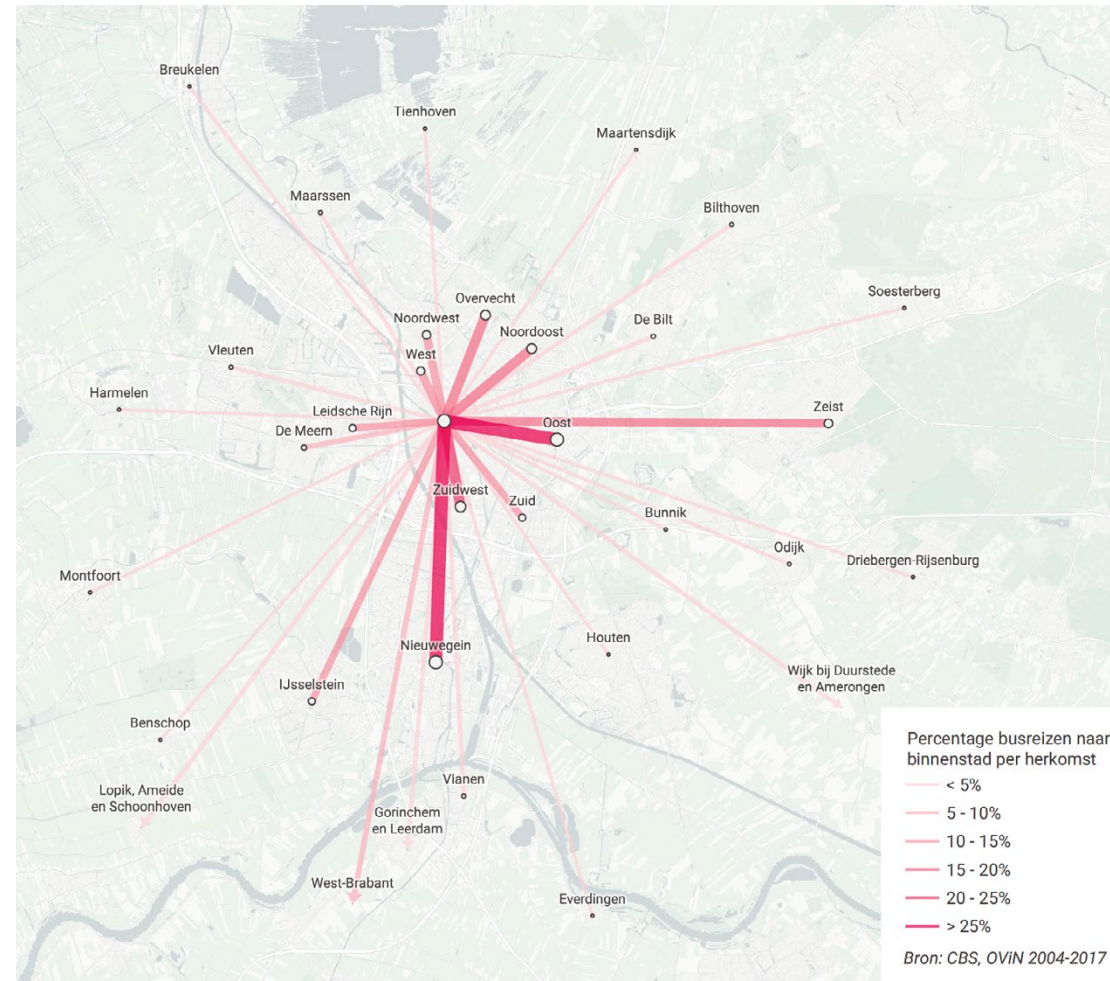 Breukelen
Tienhoven
Maartensdijk
Maarssen
Bilthoven
Soesterberg
Overvecht
Noordwest
Noordoost
De Bilt
West
Vleuten
Harmelen
Leidsche Rijn
De Meern
Oost
Zeist
Zuidwest
Zuid
Bunnik
Odijk
Driebergen-Rijsenburg
Montfoort
Nieuwegein
Houten
IJsselstein
Wijk bij Duurstede
en Amerongen
Benschop
Lopik, Ameide
en Schoonhoven
Vianen
Gorinchem
en Leerdam
West-Brabant
Everdingen
Percentage busreizen naar
binnenstad per herkomst
< 5%
5 - 10%
10 - 15%
15 - 20%
20 - 25%
> 25%
Bron: CBS, OViN 2004-2017